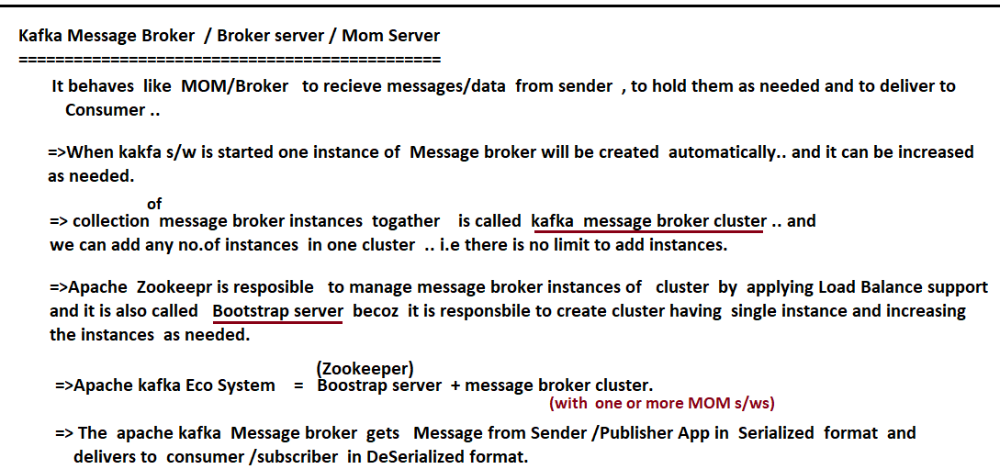 Kafka Message Broker / Broker server / Mom Server
==============================================
It behaves like MOM/Broker to recieve messages/data from sender , to hold them as needed and to deliver to
Consumer ..
=>When kakfa s/w is started one instance of Message broker will be created automatically.. and it can be increased
as needed.
of
=> collection message broker instances togather is called kafka message broker cluster .. and
we can add any no.of instances in one cluster .. i.e there is no limit to add instances.
=>Apache Zookeepr is resposible to manage message broker instances of cluster by applying Load Balance support
and it is also called Bootstrap server becoz it is responsbile to create cluster having single instance and increasing
the instances as needed.
(Zookeeper)
=>Apache kafka Eco System = Boostrap server + message broker cluster.
(with one or more MOM s/ws)
=> The apache kafka Message broker gets Message from Sender /Publisher App in Serialized format and
delivers to consumer /subscriber in DeSerialized format.